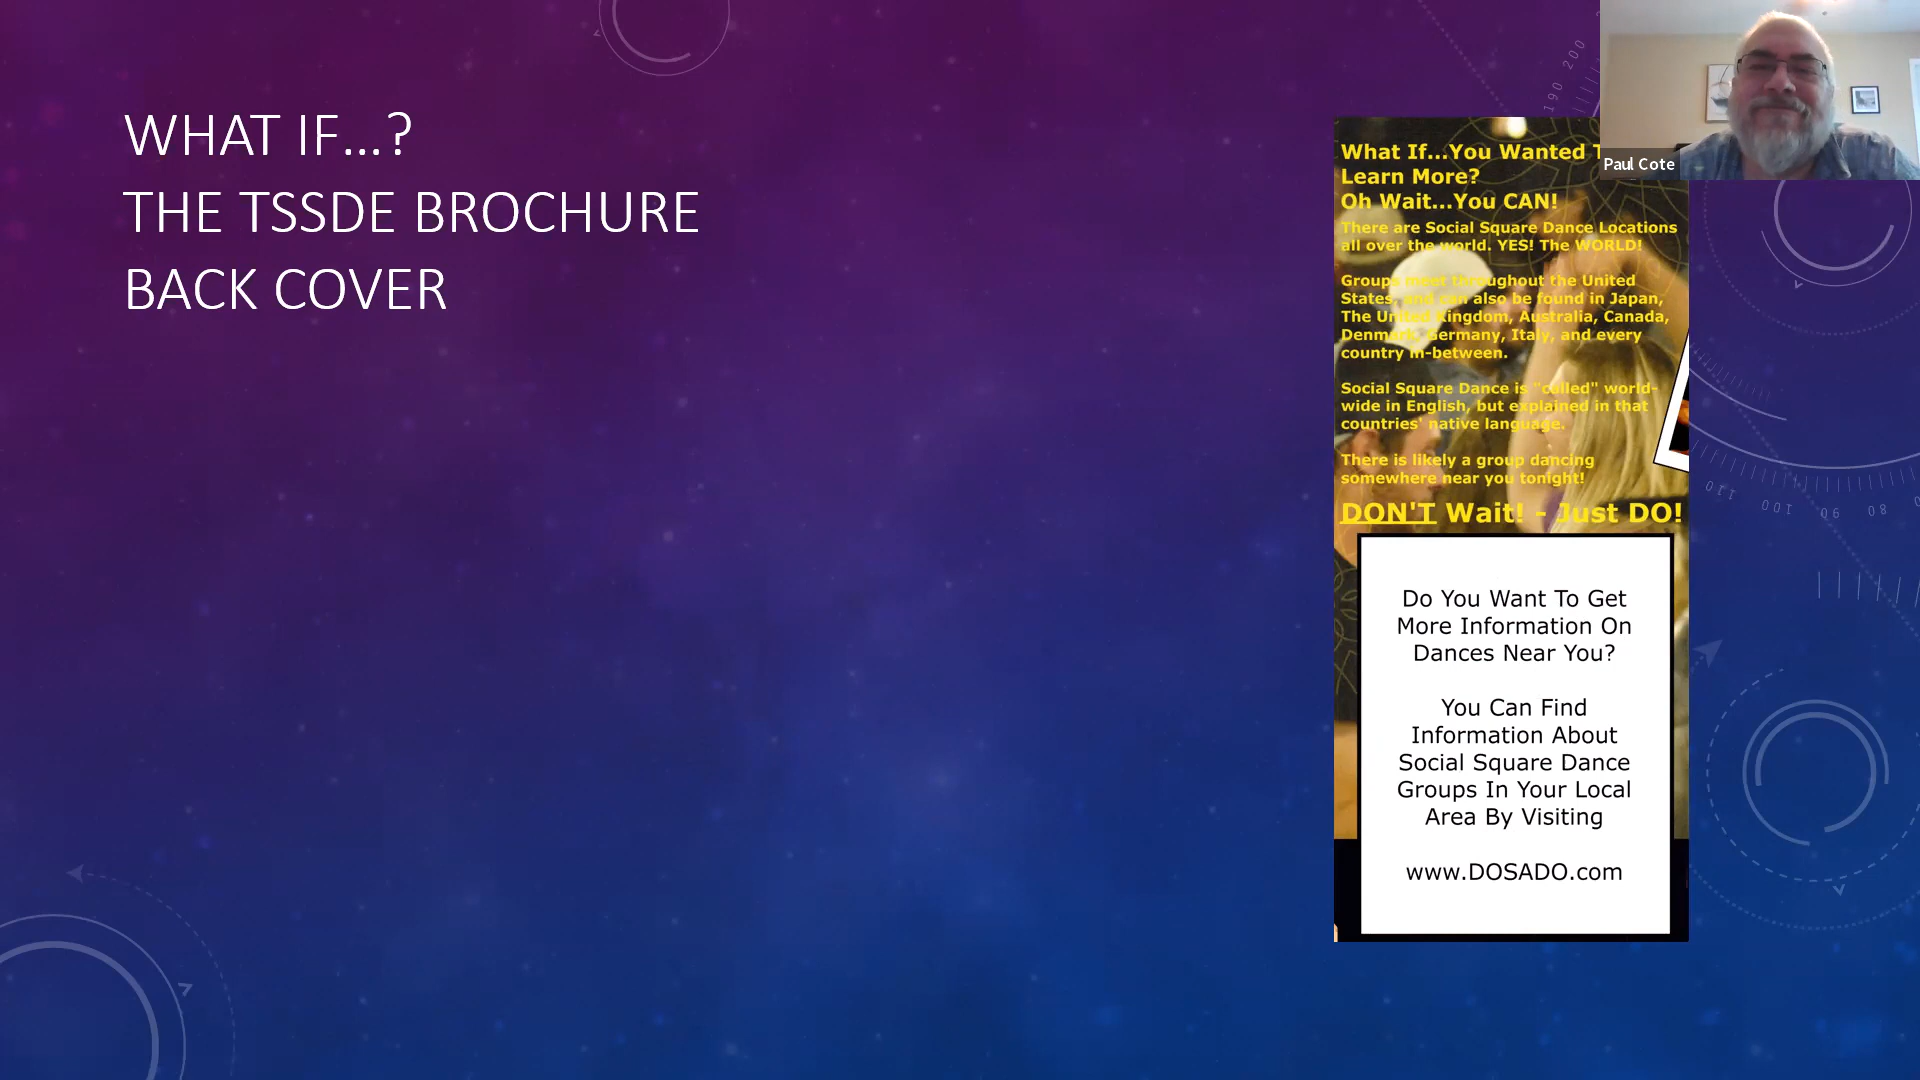 WHAT IF...?
THE TSSDE BROCHURE
BACK COVER
190 200
Paul Cote
What If...You Wanted
Learn More?
Oh Wait...You CAN!
There are Social Square Dance Locations
all over the world. YES! The WORLD!
Groups meet throughout the United
States, and can also be found in Japan,
The United Kingdom, Australia, Canada,
Denmark, Germany, Italy, and every
country in-between.
Social Square Dance is "called" world-
wide in English, but explained in that
countries' native language.
There is likely a group dancing
somewhere near you tonight!
DON'T Wait! - Just DO!
110 100 90 80
Do You Want To Get
More Information On
Dances Near You?
You Can Find
Information About
Social Square Dance
Groups In Your Local
Area By Visiting
www.DOSADO.com